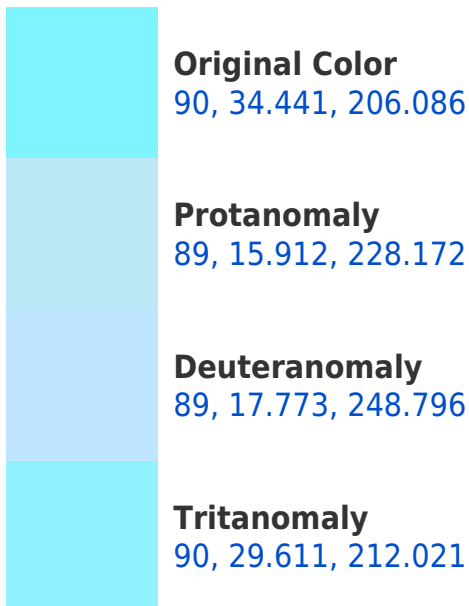 Original Color
90, 34.441, 206.086
Protanomaly
89, 15.912, 228.172
Deuteranomaly
89, 17.773, 248.796
Tritanomaly
90, 29.611, 212.021